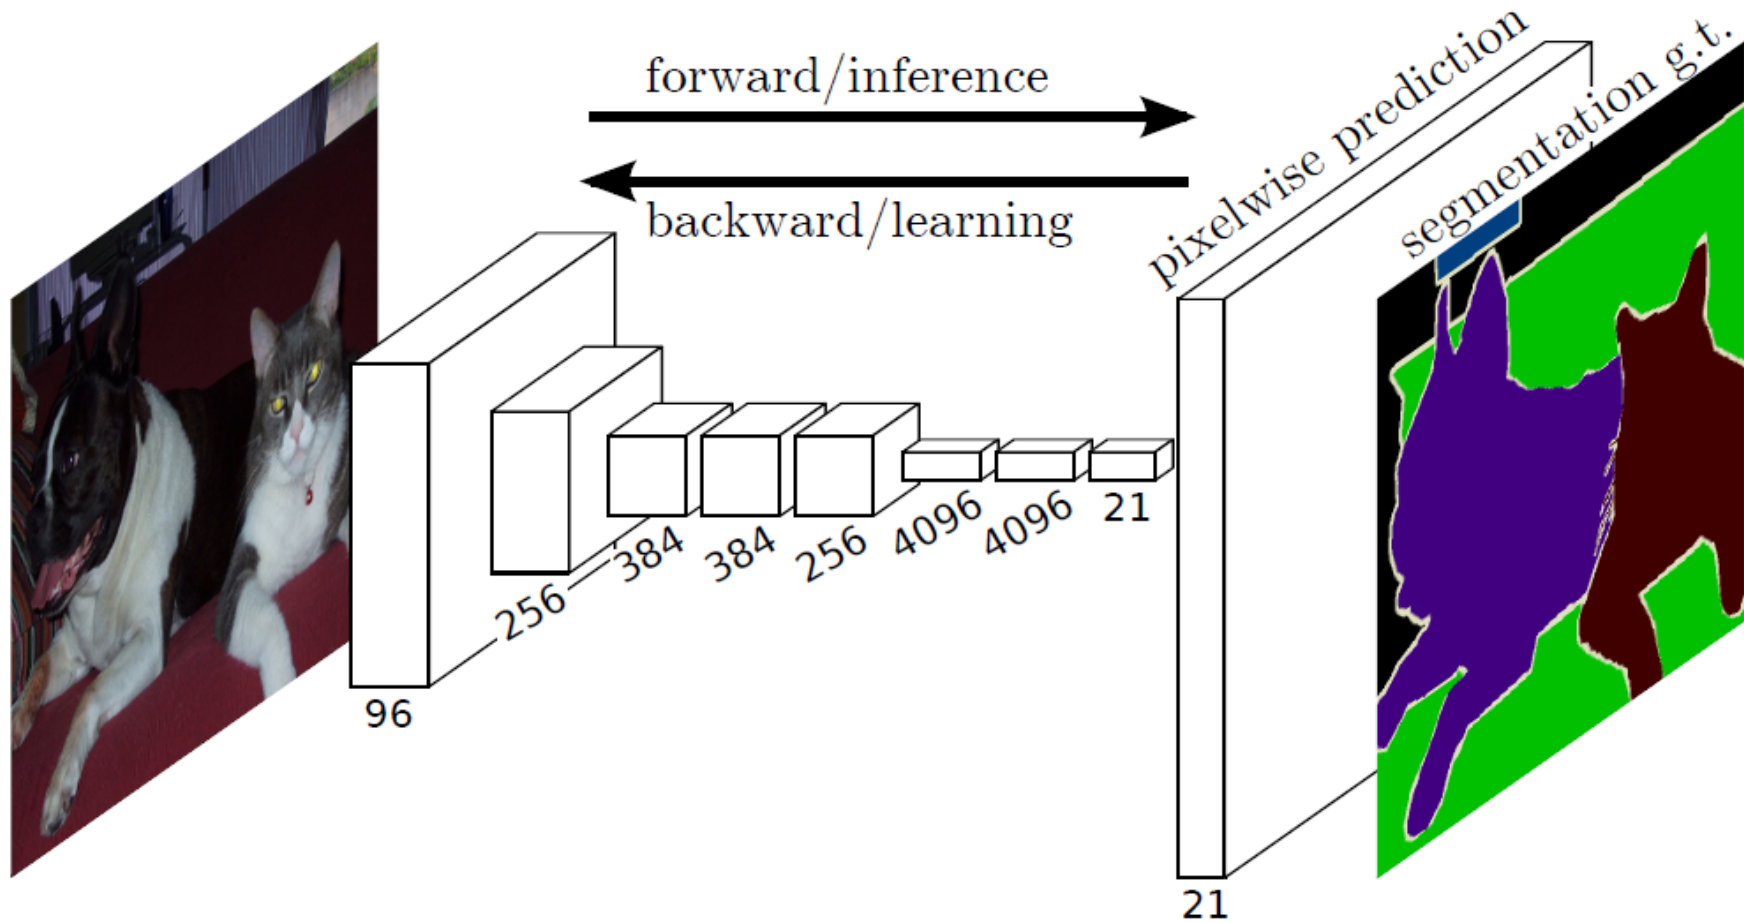 forward/inference
backward/learning
pixelwise prediction
segmentation g.t.
96
256
384
384
256
4096
4096
21
21